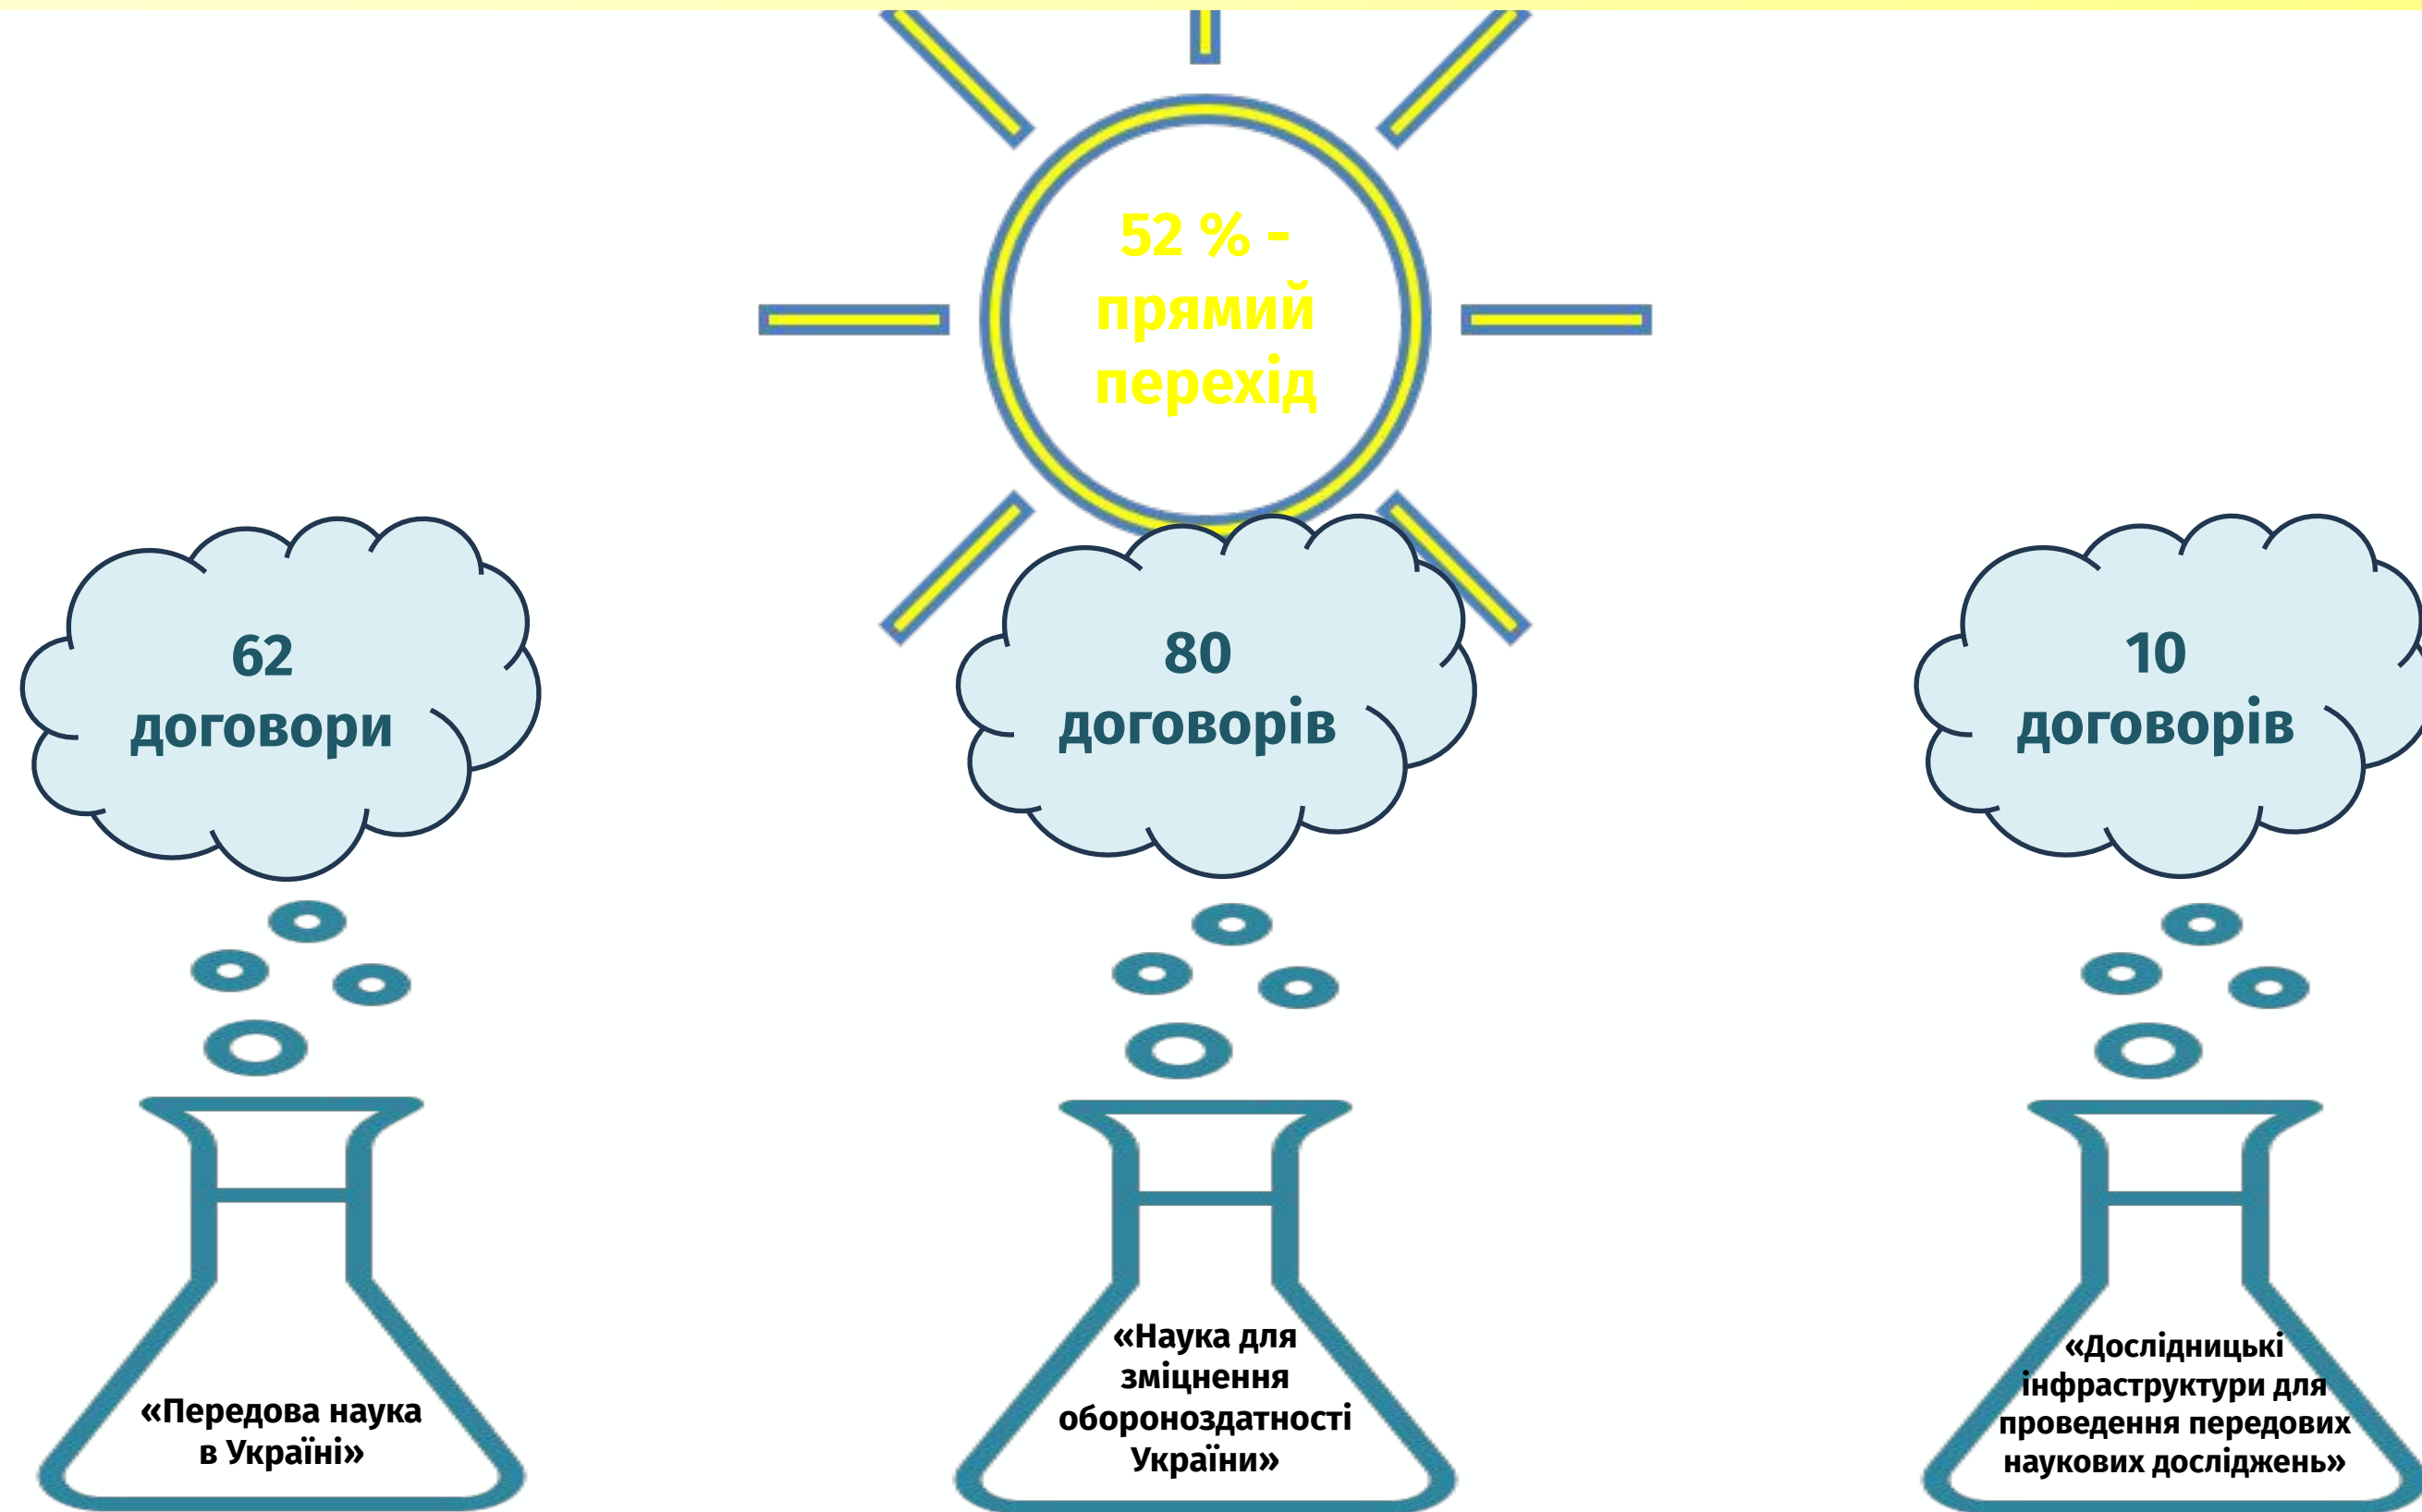 52 % –
прямий
перехід
62
договори
80
договорів
10
договорів
«Передова наука
в Україні»
«Наука для
зміцнення
обороноздатності
України»
«Дослідницькі
інфраструктури для
проведення передових
наукових досліджень»